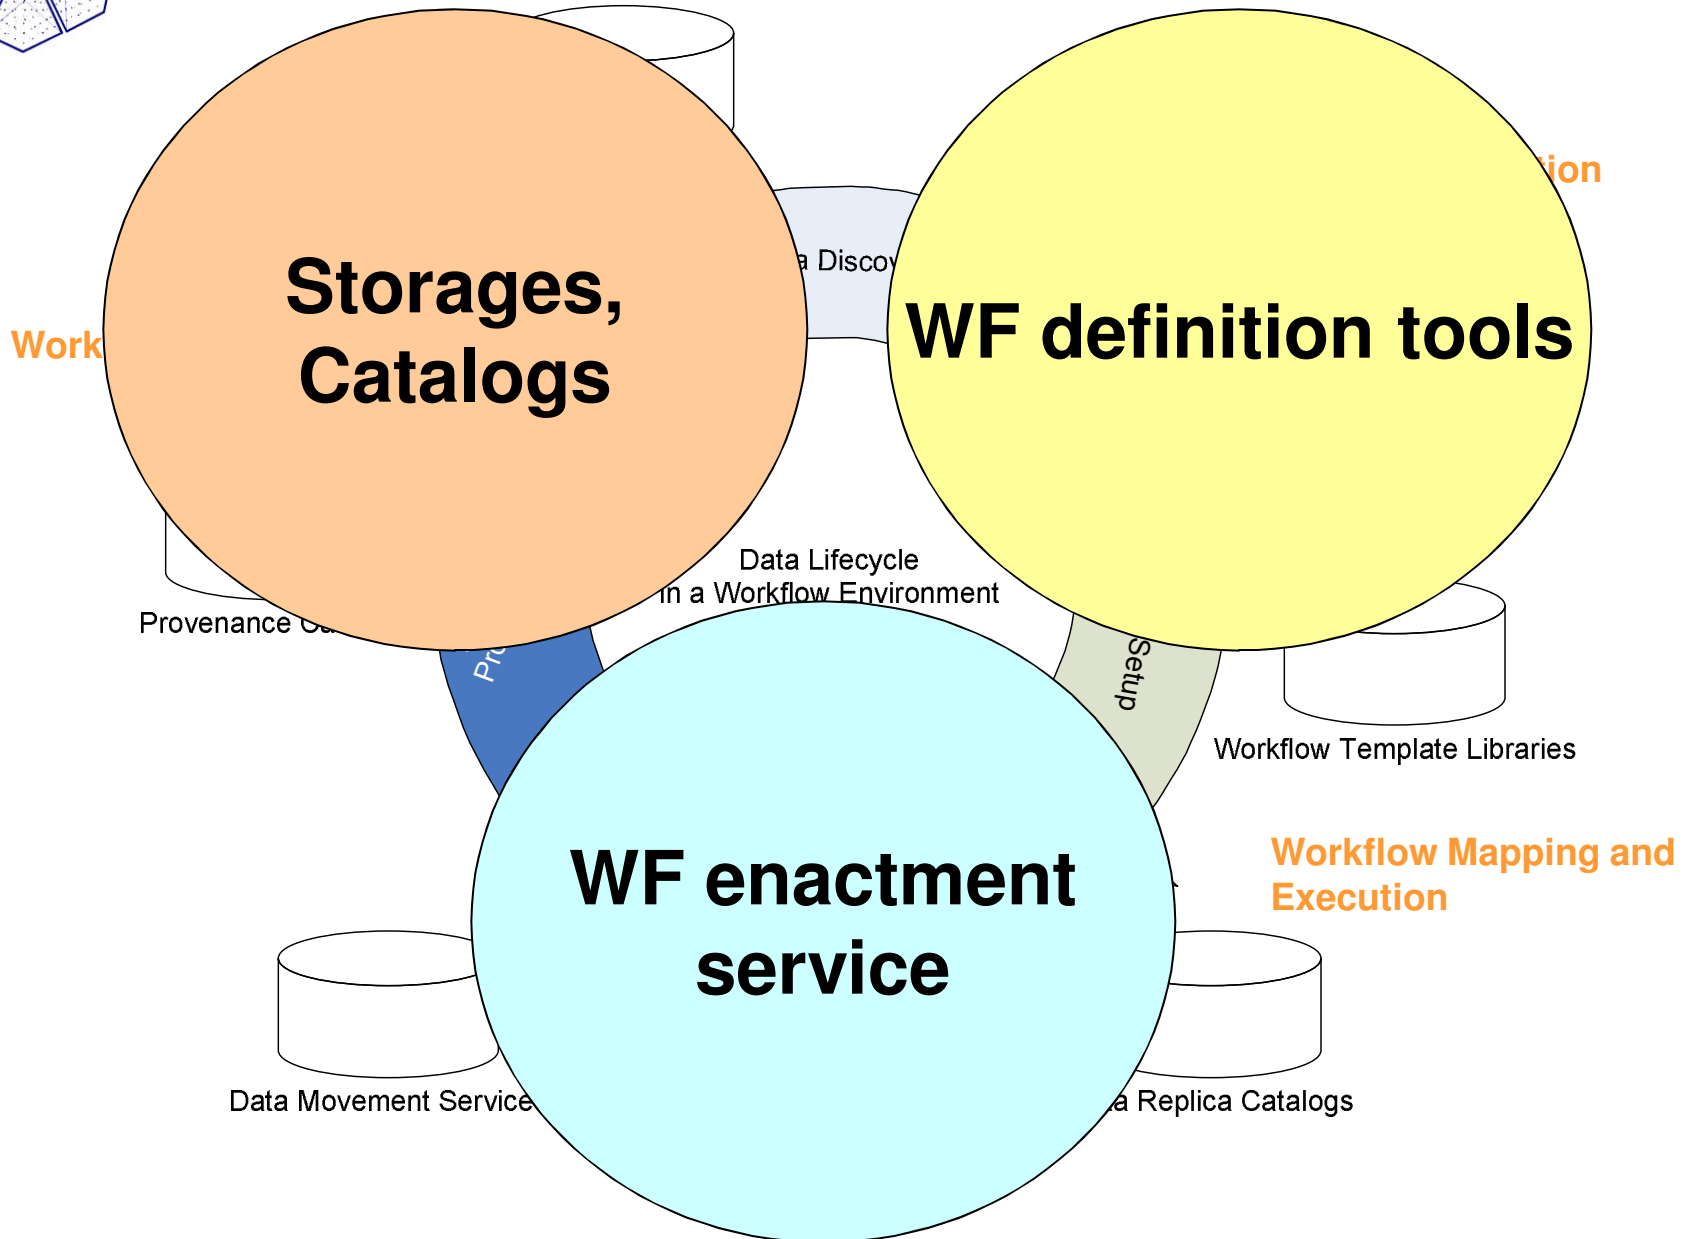 Storages,
Catalogs
WF definition tools
Data Lifecycle
in a Workflow Environment
Provenance
Setup
Workflow Template Libraries
WF enactment
service
Workflow Mapping and
Execution
Data Movement Service
Replica Catalogs